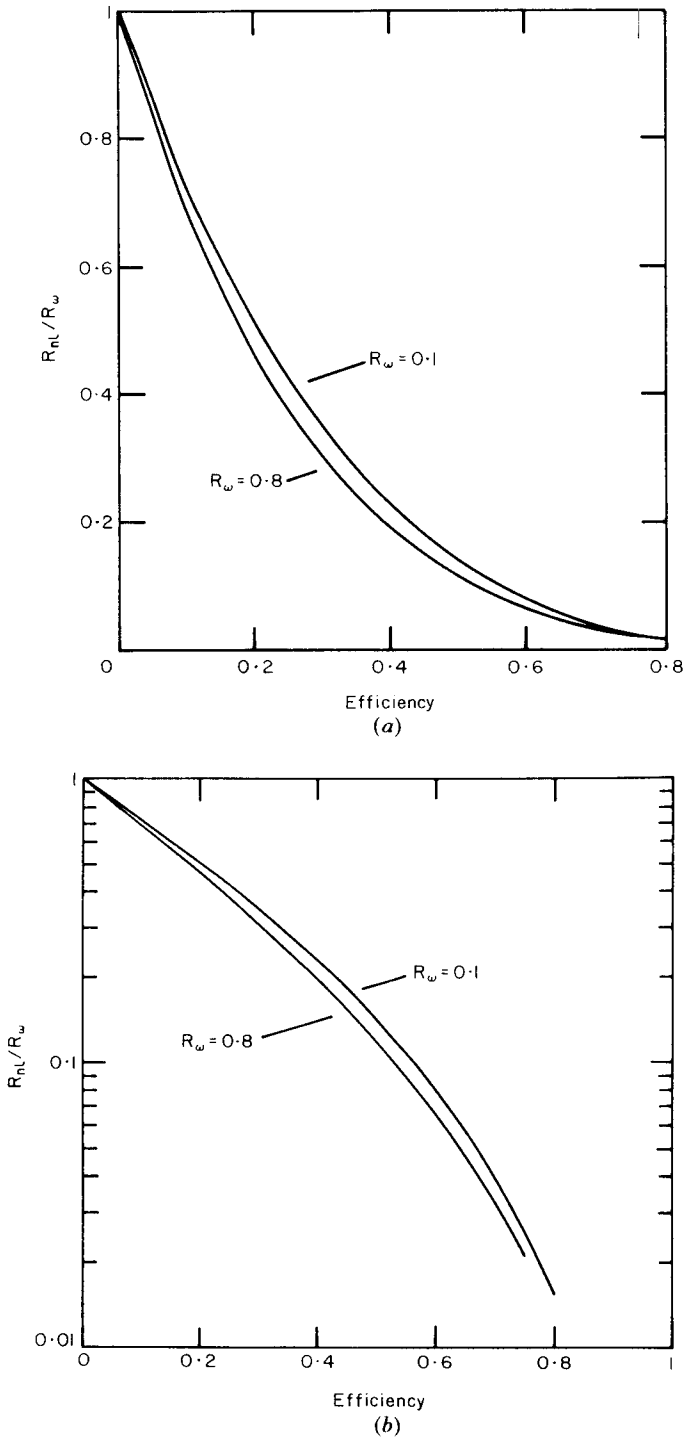 1
0·8
0·6
0·4
0·2
0
0·2
0·4
0·6
0·8
R_nl/R_ω
R_ω = 0·1
R_ω = 0·8
Efficiency
(a)
1
0·1
0·01
0
0·2
0·4
0·6
0·8
1
R_nl/R_ω
R_ω = 0·1
R_ω = 0·8
Efficiency
(b)